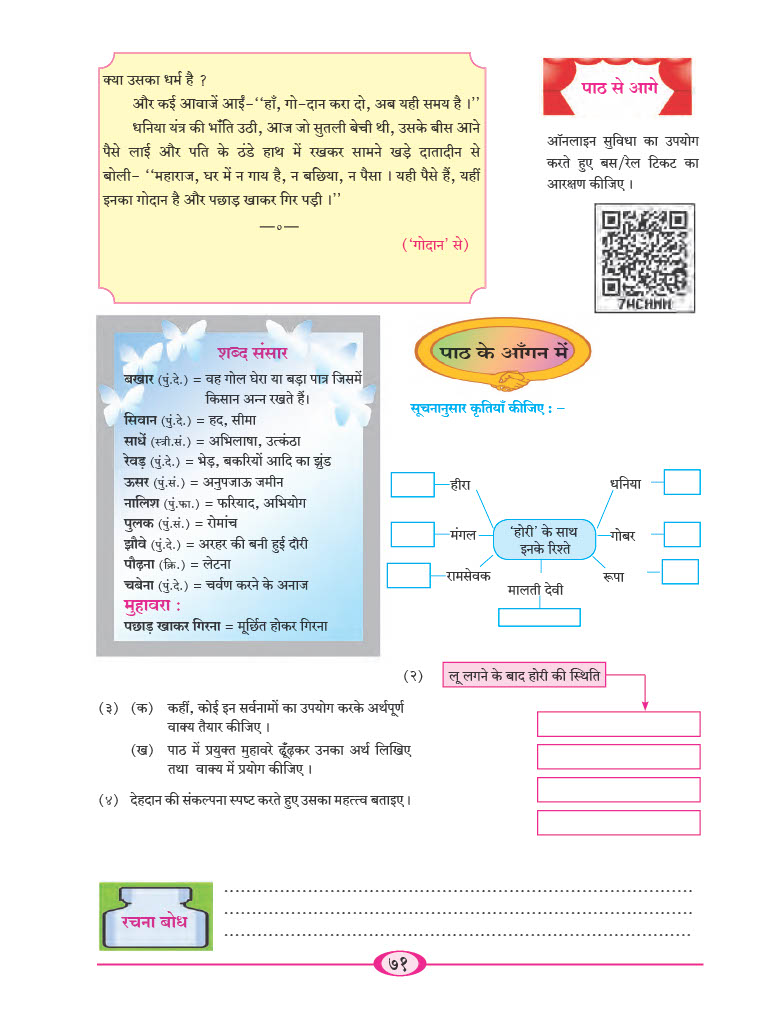 क्या उसका धर्म है ?
और कई आवाजें आईं-‘‘हाँ, गो-दान करा दो, अब यही समय है ।’’
धनिया यंत्र की भाँति उठी, आज जो सुतली बेची थी, उसके बीस आने
पैसे लाई और पति के ठंडे हाथ में रखकर सामने खड़े दातादीन से
बोली- ‘‘महाराज, घर में न गाय है, न बछिया, न पैसा । यही पैसे हैं, यहीं
इनका गोदान है और पछाड़ खाकर गिर पड़ी ।’’
—०—
(‘गोदान’ से)
पाठ से आगे
ऑनलाइन सुविधा का उपयोग
करते हुए बस/रेल टिकट का
आरक्षण कीजिए ।
7HCHMM
शब्द संसार
बखार (पुं.दे.) = वह गोल घेरा या बड़ा पात्र जिसमें
किसान अन्न रखते हैं।
सिवान (पुं.दे.) = हद, सीमा
साधें (स्त्री.सं.) = अभिलाषा, उत्कंठा
रेवड़ (पुं.दे.) = भेड़, बकरियों आदि का झुंड
ऊसर (पुं.सं.) = अनुपजाऊ जमीन
नालिश (पुं.फा.) = फरियाद, अभियोग
पुलक (पुं.सं.) = रोमांच
झौवे (पुं.दे.) = अरहर की बनी हुई दौरी
पौढ़ना (क्रि.) = लेटना
चबेना (पुं.दे.) = चर्वण करने के अनाज
मुहावरा :
पछाड़ खाकर गिरना = मूर्छित होकर गिरना
पाठ के आँगन में
सूचनानुसार कृतियाँ कीजिए : –
हीरा
धनिया
मंगल
‘होरी’ के साथ
इनके रिश्ते
गोबर
रामसेवक
मालती देवी
रूपा
(२) लू लगने के बाद होरी की स्थिति
(३) (क) कहीं, कोई इन सर्वनामों का उपयोग करके अर्थपूर्ण
वाक्य तैयार कीजिए ।
(ख) पाठ में प्रयुक्त मुहावरे ढूँढ़कर उनका अर्थ लिखिए
तथा वाक्य में प्रयोग कीजिए ।
(४) देहदान की संकल्पना स्पष्ट करते हुए उसका महत्त्व बताइए।
रचना बोध
७१